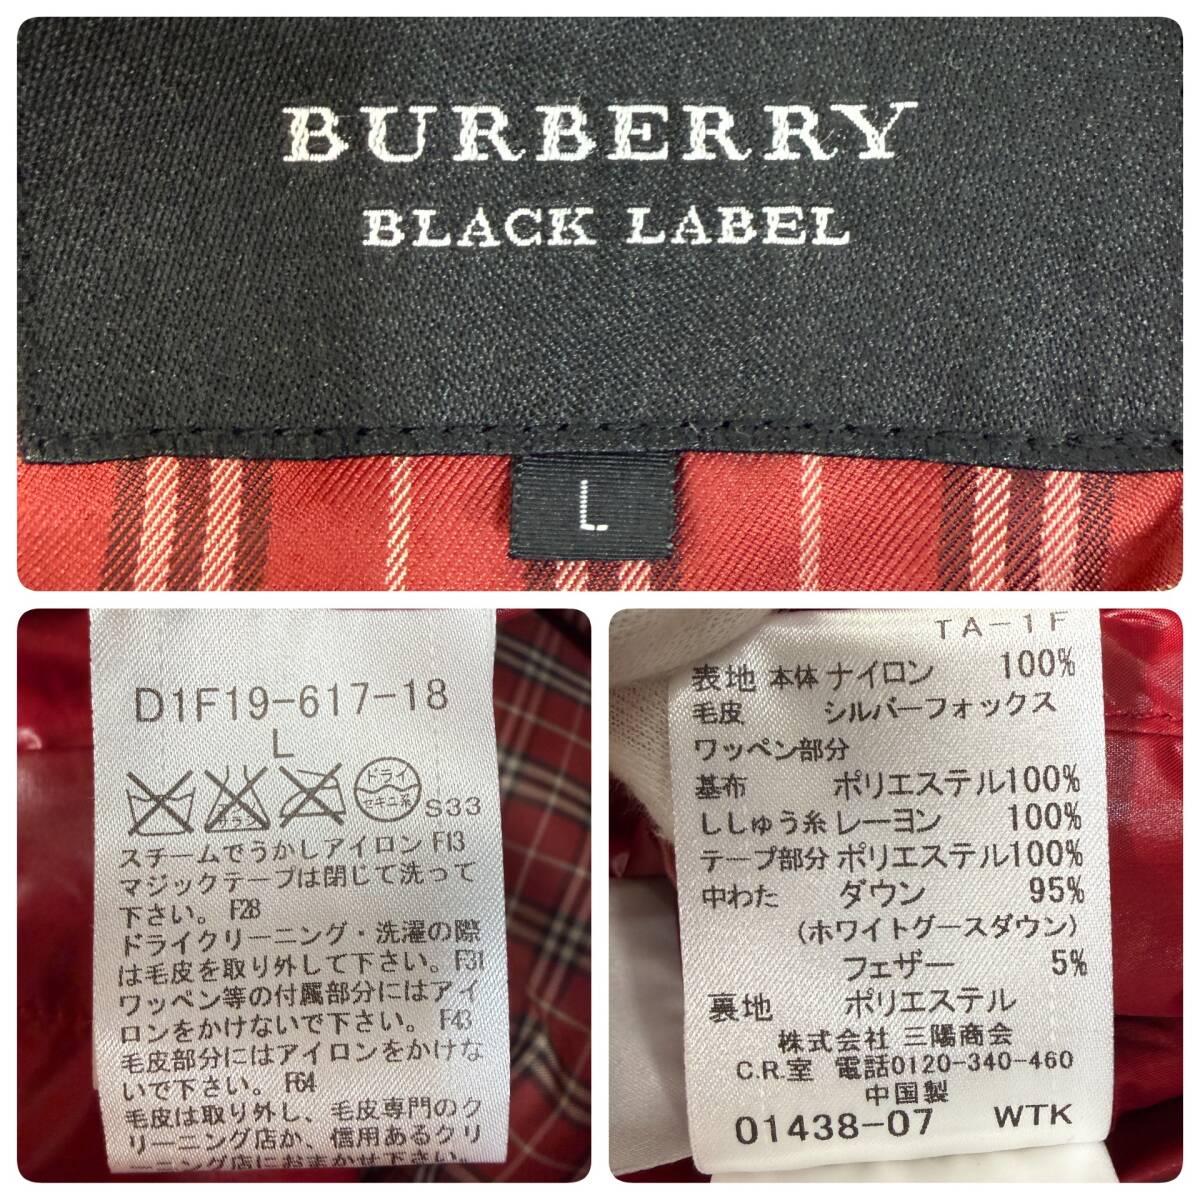 BURBERRY
BLACK LABEL
L
D1F19-617-18
L
ドライ
セキユ系
S33
スチームでうかしアイロン F13
マジックテープは閉じて洗って
下さい。 F28
ドライクリーニング・洗濯の際
は毛皮を取り外して下さい。F31
ワッペン等の付属部分にはアイ
ロンをかけないで下さい。 F43
毛皮部分にはアイロンをかけな
いで下さい。 F64
毛皮は取り外し、毛皮専門のク
リーニング店か、信用あるクリ
ーニング店におまかせ下さい。
TA-1F
表地 本体 ナイロン 100%
毛皮 シルバーフォックス
ワッペン部分
基布 ポリエステル100%
ししゅう糸 レーヨン 100%
テープ部分 ポリエステル100%
中わた ダウン 95%
(ホワイトグースダウン)
フェザー 5%
裏地 ポリエステル
株式会社 三陽商会
C.R.室 電話0120-340-460
中国製
01438-07 WTK